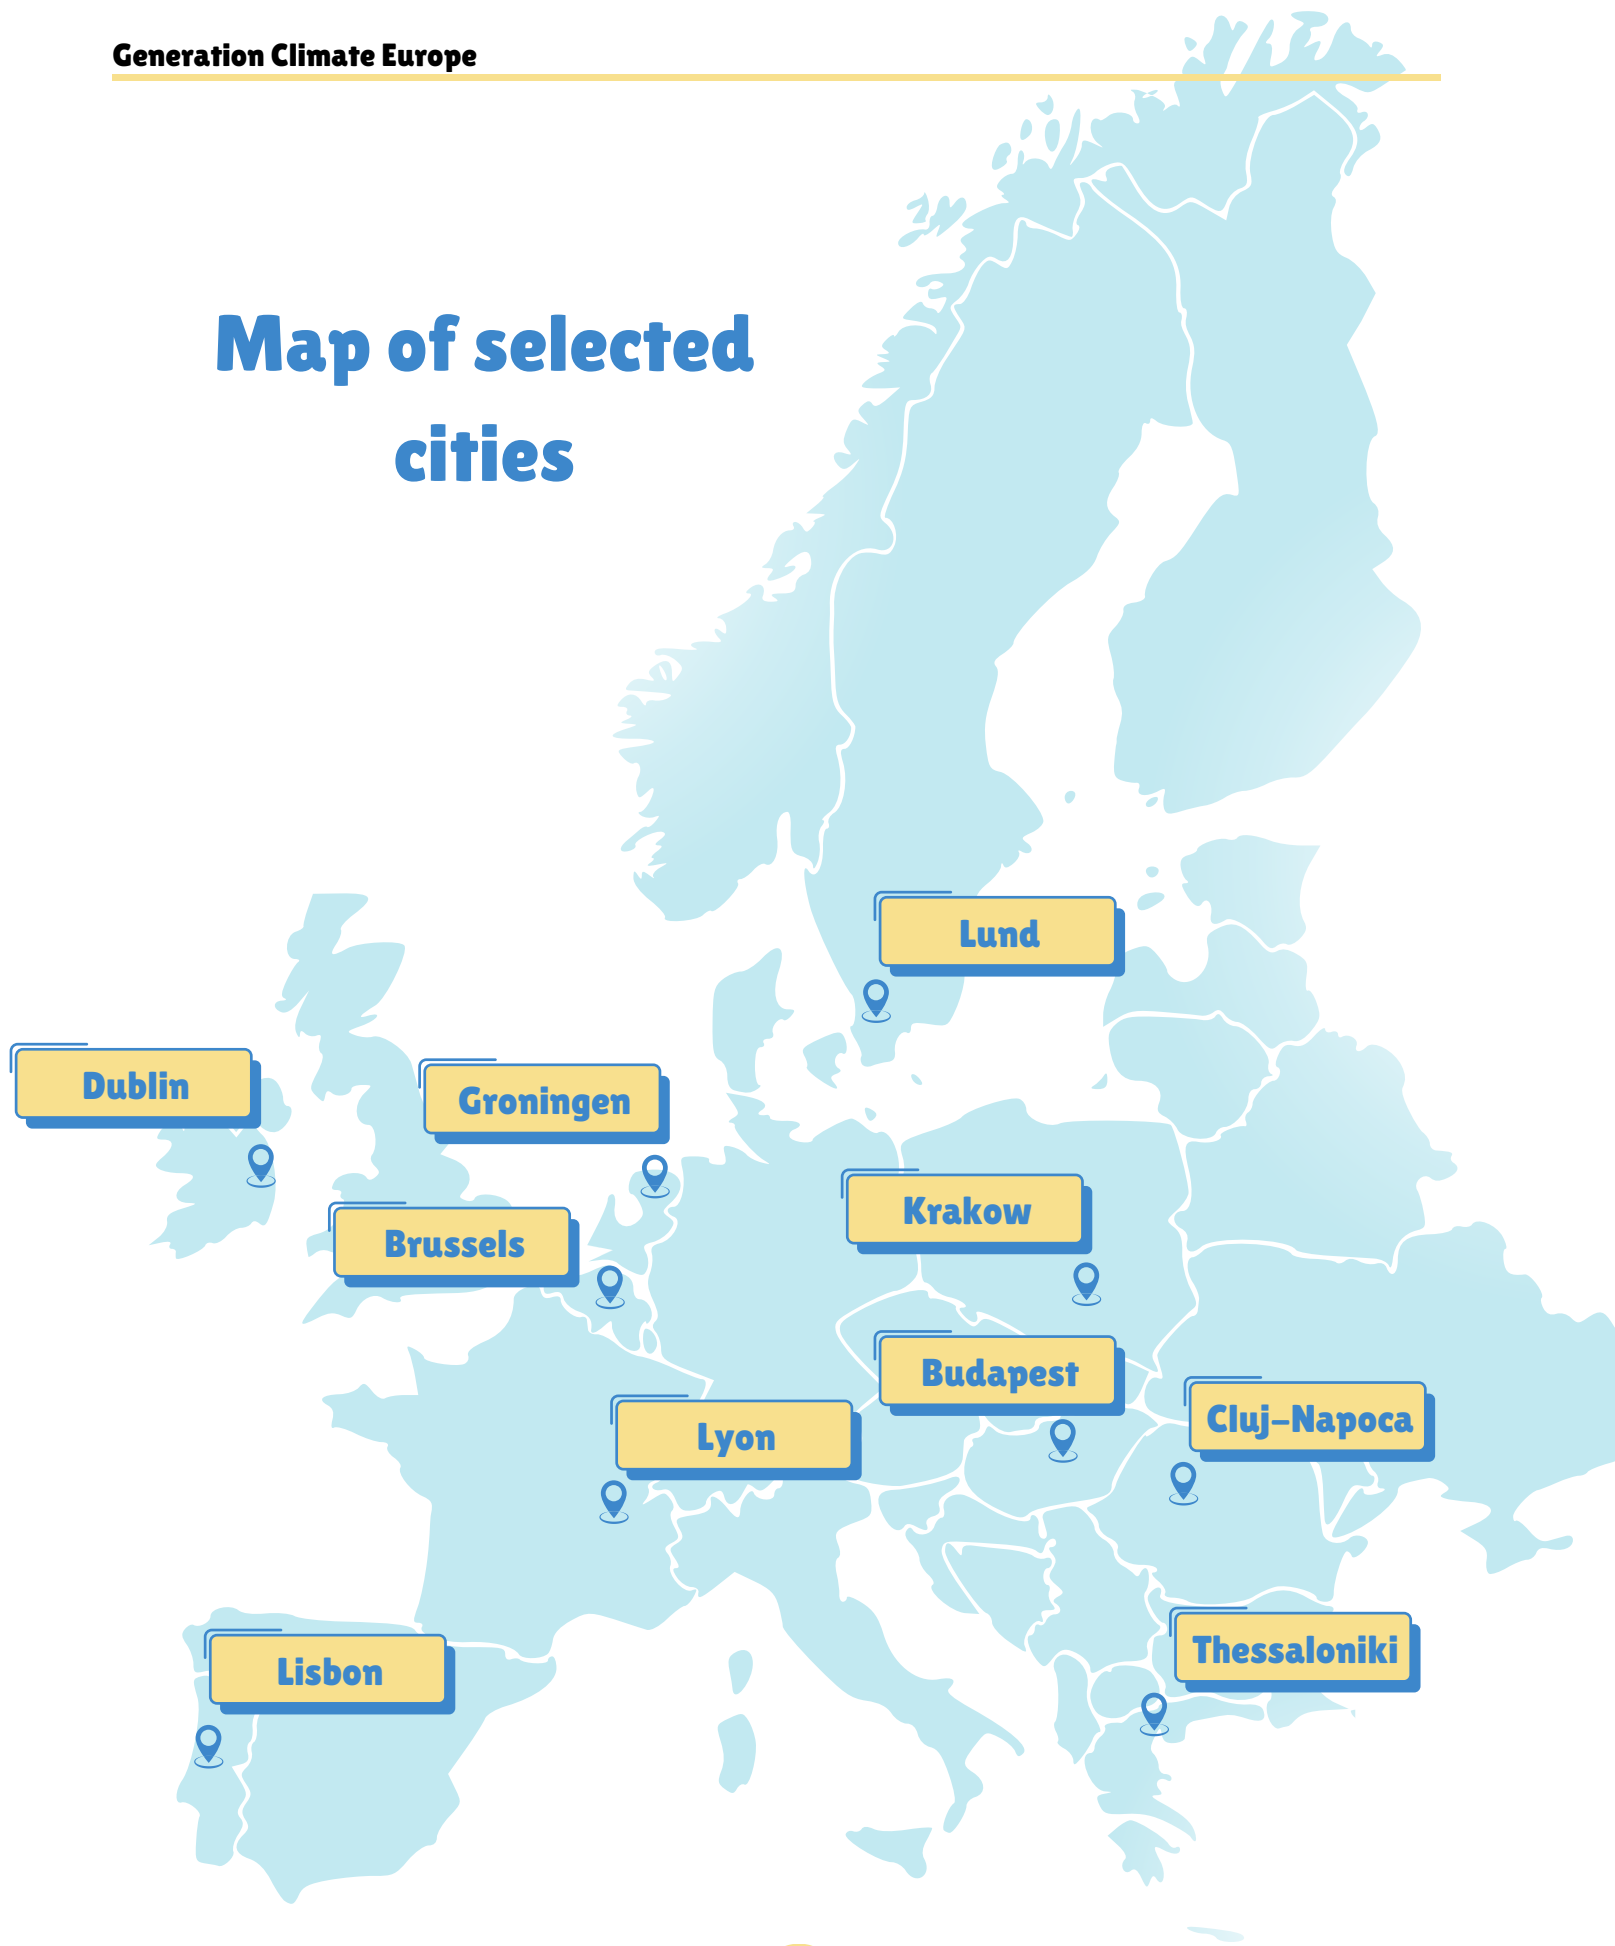 Generation Climate Europe
Map of selected
cities
Lund
Dublin
Groningen
Krakow
Brussels
Budapest
Cluj-Napoca
Lyon
Thessaloniki
Lisbon